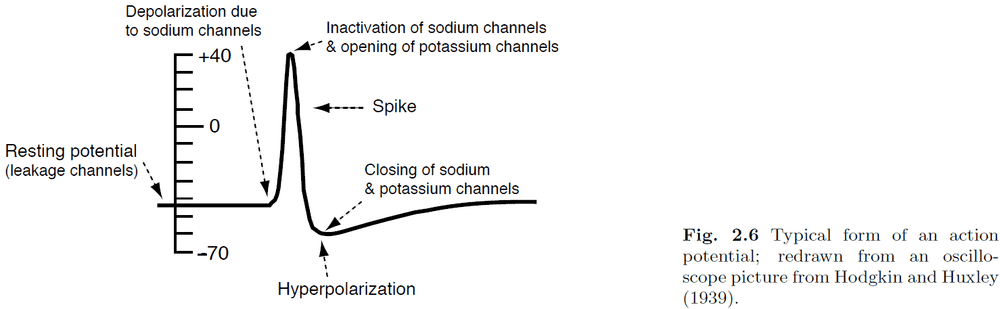 Depolarization due
to sodium channels
Inactivation of sodium channels
& opening of potassium channels
+40
Spike
0
Resting potential
(leakage channels)
Closing of sodium
& potassium channels
-70
Hyperpolarization
Fig. 2.6 Typical form of an action
potential; redrawn from an oscillo-
scope picture from Hodgkin and Huxley
(1939).